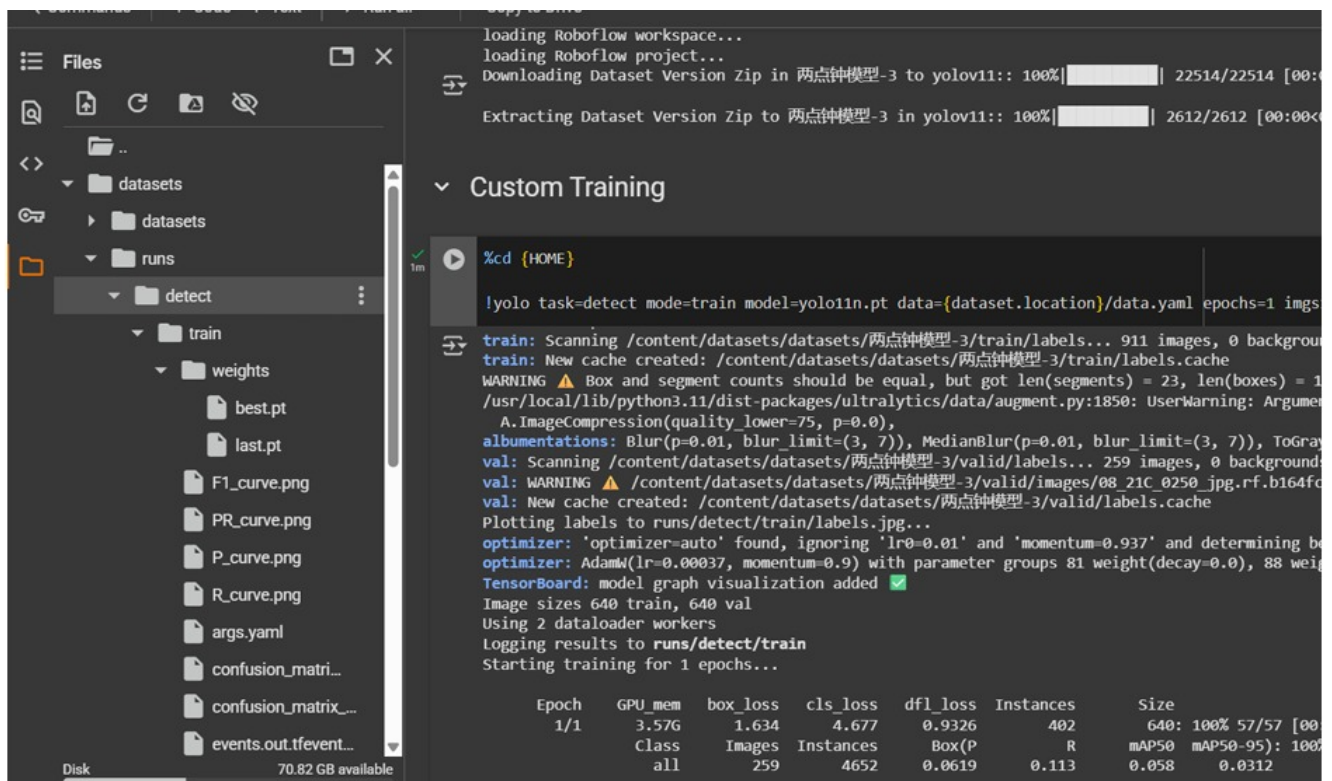 Files
..
datasets
datasets
runs
detect
train
weights
best.pt
last.pt
F1_curve.png
PR_curve.png
P_curve.png
R_curve.png
args.yaml
confusion_matri...
confusion_matrix_...
events.out.tfevent...
Disk
70.82 GB available
loading Roboflow workspace...
loading Roboflow project...
Downloading Dataset Version Zip in 两点钟模型-3 to yolov11:: 100%| | 22514/22514 [00:
Extracting Dataset Version Zip to 两点钟模型-3 in yolov11:: 100%| | 2612/2612 [00:00<
Custom Training
1m
%cd {HOME}
!yolo task=detect mode=train model=yolo11n.pt data={dataset.location}/data.yaml epochs=1 imgs
train: Scanning /content/datasets/datasets/两点钟模型-3/train/labels... 911 images, 0 backgrou
train: New cache created: /content/datasets/datasets/两点钟模型-3/train/labels.cache
WARNING ⚠️ Box and segment counts should be equal, but got len(segments) = 23, len(boxes) = 1
/usr/local/lib/python3.11/dist-packages/ultralytics/data/augment.py:1850: UserWarning: Argumen
A.ImageCompression(quality_lower=75, p=0.0),
albumentations: Blur(p=0.01, blur_limit=(3, 7)), MedianBlur(p=0.01, blur_limit=(3, 7)), ToGray
val: Scanning /content/datasets/datasets/两点钟模型-3/valid/labels... 259 images, 0 backgrounds
val: WARNING ⚠️ /content/datasets/datasets/两点钟模型-3/valid/images/08_21C_0250_jpg.rf.b164fc
val: New cache created: /content/datasets/datasets/两点钟模型-3/valid/labels.cache
Plotting labels to runs/detect/train/labels.jpg...
optimizer: 'optimizer=auto' found, ignoring 'lr0=0.01' and 'momentum=0.937' and determining be
optimizer: AdamW(lr=0.00037, momentum=0.9) with parameter groups 81 weight(decay=0.0), 88 weig
TensorBoard: model graph visualization added ✅
Image sizes 640 train, 640 val
Using 2 dataloader workers
Logging results to runs/detect/train
Starting training for 1 epochs...
Epoch GPU_mem box_loss cls_loss dfl_loss Instances Size
1/1 3.57G 1.634 4.677 0.9326 402 640: 100% 57/57 [00
Class Images Instances Box(P R mAP50 mAP50-95): 100%
all 259 4652 0.0619 0.113 0.058 0.0312